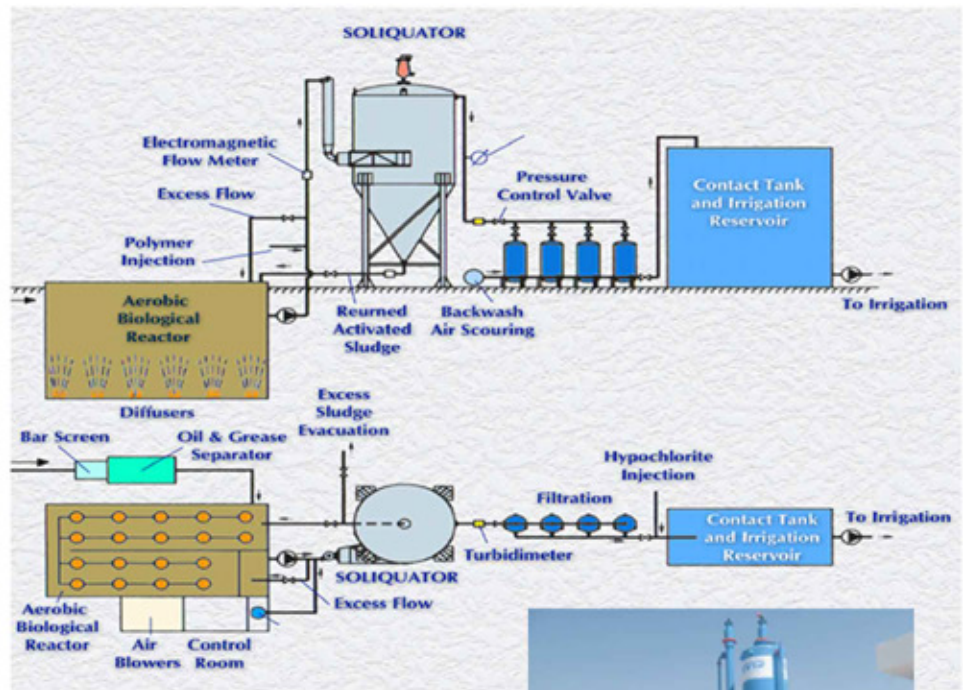 SOLIQUATOR
Electromagnetic
Flow Meter
Excess Flow
Polymer
Injection
Pressure
Control Valve
Contact Tank
and Irrigation
Reservoir
Aerobic
Biological
Reactor
Reurned
Activated
Sludge
Backwash
Air Scouring
To Irrigation
Diffusers
Bar Screen
Oil & Grease
Separator
Excess
Sludge
Evacuation
Hypochlorite
Injection
Filtration
Contact Tank
and Irrigation
Reservoir
To Irrigation
Turbidimeter
SOLIQUATOR
Excess Flow
Aerobic
Biological
Reactor
Air
Blowers
Control
Room